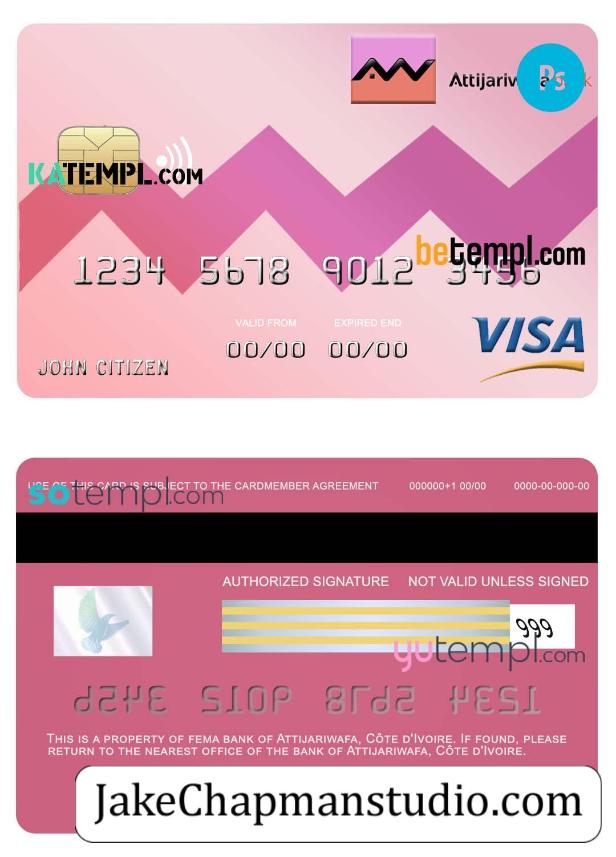 Attijariwafa bank
Ps
KATEMPL.COM
betempl.com
1234 5678 9012 3456
VALID FROM EXPIRED END
00/00 00/00
VISA
JOHN CITIZEN
USE OF THIS CARD IS SUBJECT TO THE CARDMEMBER AGREEMENT 000000+1 00/00 0000-00-000-00
sotempl.com
AUTHORIZED SIGNATURE NOT VALID UNLESS SIGNED
999
yutempl.com
THIS IS A PROPERTY OF FEMA BANK OF ATTIJARIWAFA, CÔTE D'IVOIRE. IF FOUND, PLEASE
RETURN TO THE NEAREST OFFICE OF THE BANK OF ATTIJARIWAFA, CÔTE D'IVOIRE.
JakeChapmanstudio.com